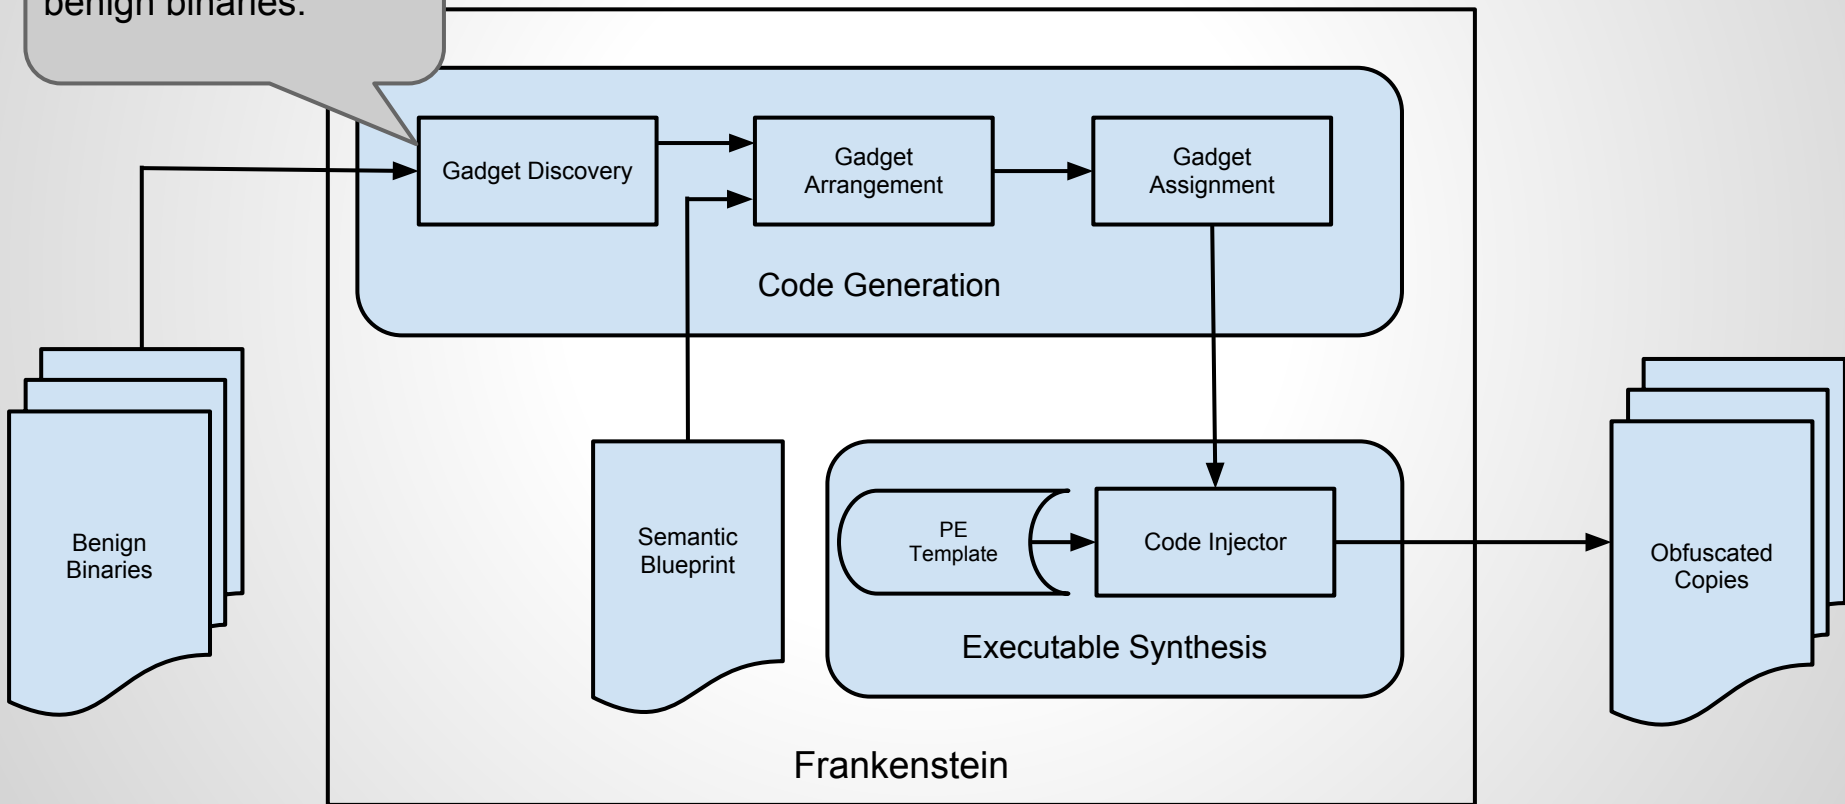 benign binaries.
Gadget Discovery
Gadget
Arrangement
Gadget
Assignment
Code Generation
Benign
Binaries
Semantic
Blueprint
PE
Template
Code Injector
Executable Synthesis
Obfuscated
Copies
Frankenstein